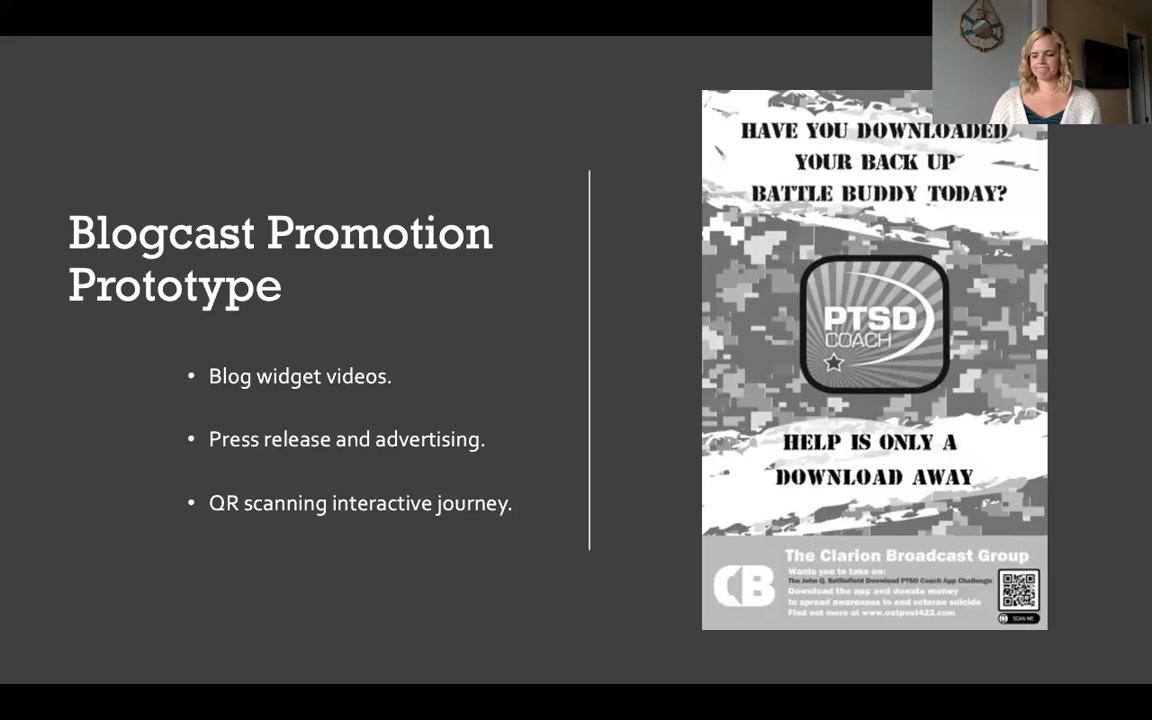 Blogcast Promotion
Prototype
• Blog widget videos.
• Press release and advertising.
• QR scanning interactive journey.
HAVE YOU DOWNLOADED
YOUR BACK UP
BATTLE BUDDY TODAY?
PTSD
COACH
HELP IS ONLY A
DOWNLOAD AWAY
CB
The Clarion Broadcast Group
Wants you to take on:
The John Q. Battlefield Download PTSD Coach App Challenge
Download the app and donate money
to spread awareness to end veteran suicide
Find out more at www.outpost422.com
SCAN ME